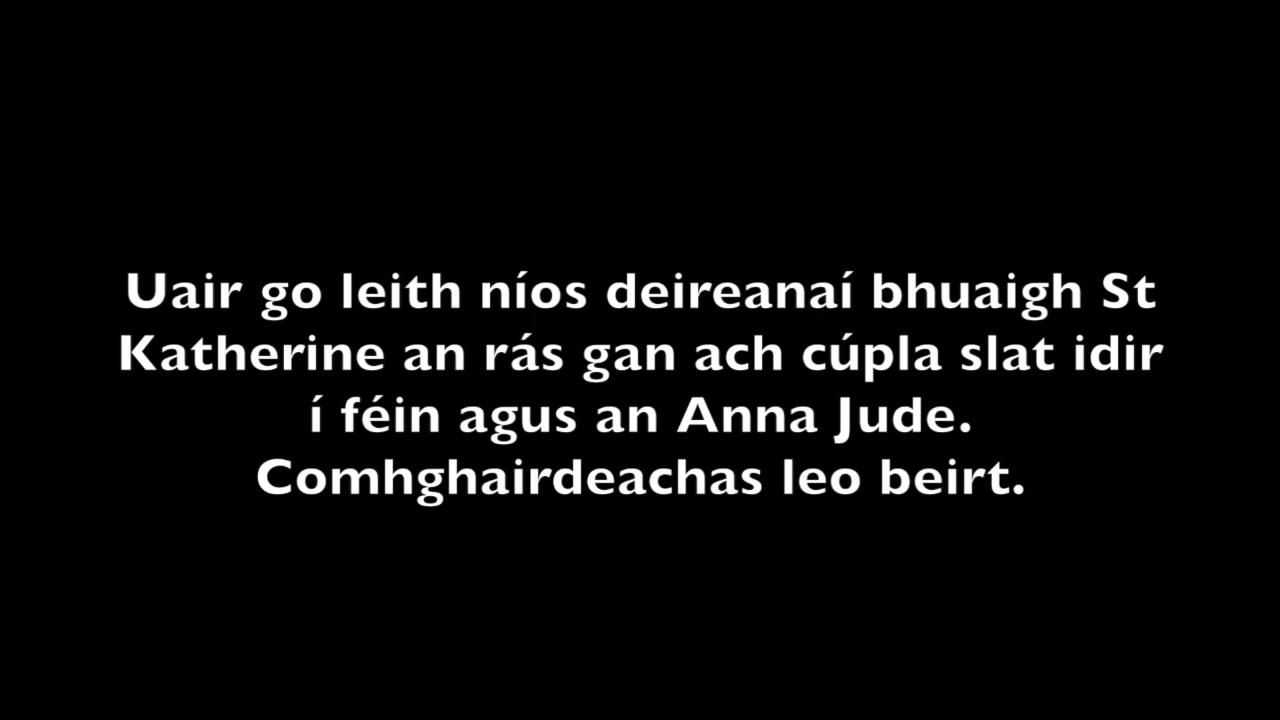 Uair go leith níos deireanaí bhuaigh St
Katherine an rás gan ach cúpla slat idir
í féin agus an Anna Jude.
Comhghairdeachas leo beirt.